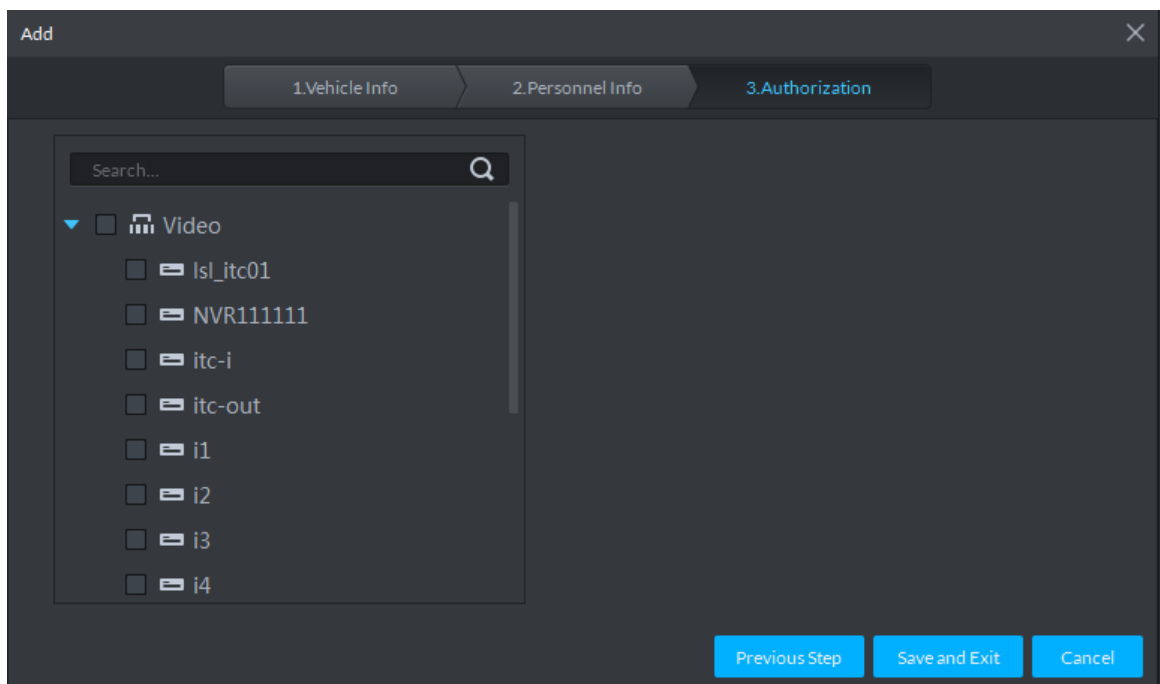 Add
1.Vehicle Info 2.Personnel Info 3.Authorization
Search...
Video
lsl_itc01
NVR111111
itc-i
itc-out
i1
i2
i3
i4
Previous Step Save and Exit Cancel